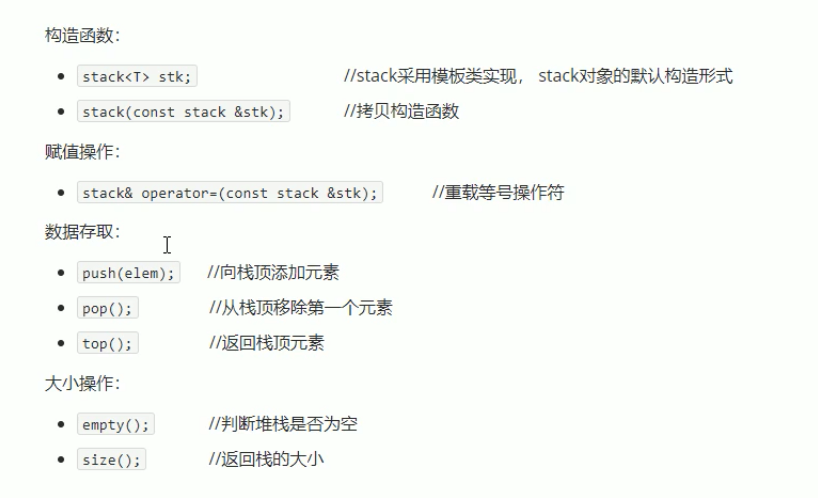 构造函数:
stack<T> stk; //stack采用模板类实现, stack对象的默认构造形式
stack(const stack &stk); //拷贝构造函数
赋值操作:
stack& operator=(const stack &stk); //重载等号操作符
数据存取:
push(elem); //向栈顶添加元素
pop(); //从栈顶移除第一个元素
top(); //返回栈顶元素
大小操作:
empty(); //判断堆栈是否为空
size(); //返回栈的大小